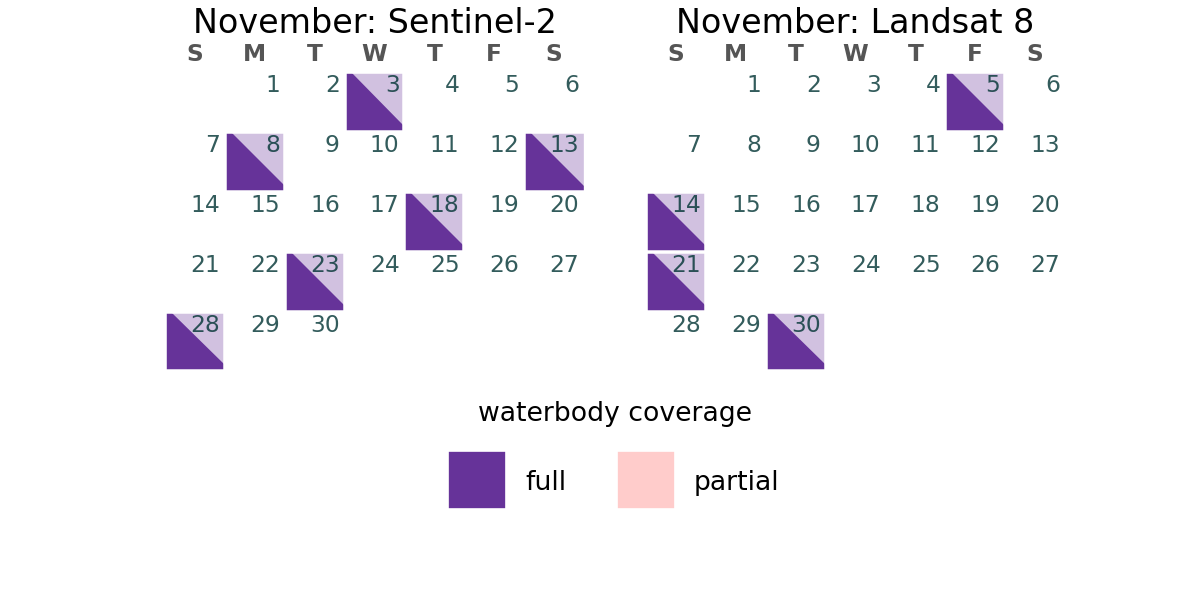 November: Sentinel-2
S M T W T F S
1 2 3 4 5 6
7 8 9 10 11 12 13
14 15 16 17 18 19 20
21 22 23 24 25 26 27
28 29 30
November: Landsat 8
S M T W T F S
1 2 3 4 5 6
7 8 9 10 11 12 13
14 15 16 17 18 19 20
21 22 23 24 25 26 27
28 29 30
waterbody coverage
full partial